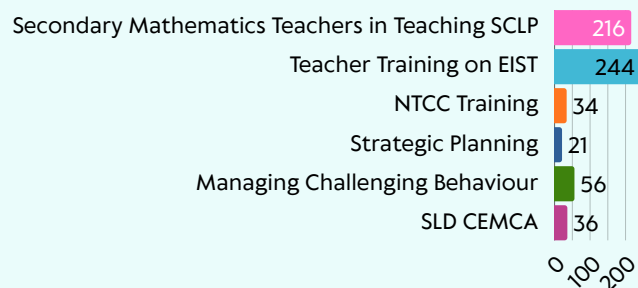 Secondary Mathematics Teachers in Teaching SCLP 216
Teacher Training on EIST 244
NTCC Training 34
Strategic Planning 21
Managing Challenging Behaviour 56
SLD CEMCA 36
0 100 200